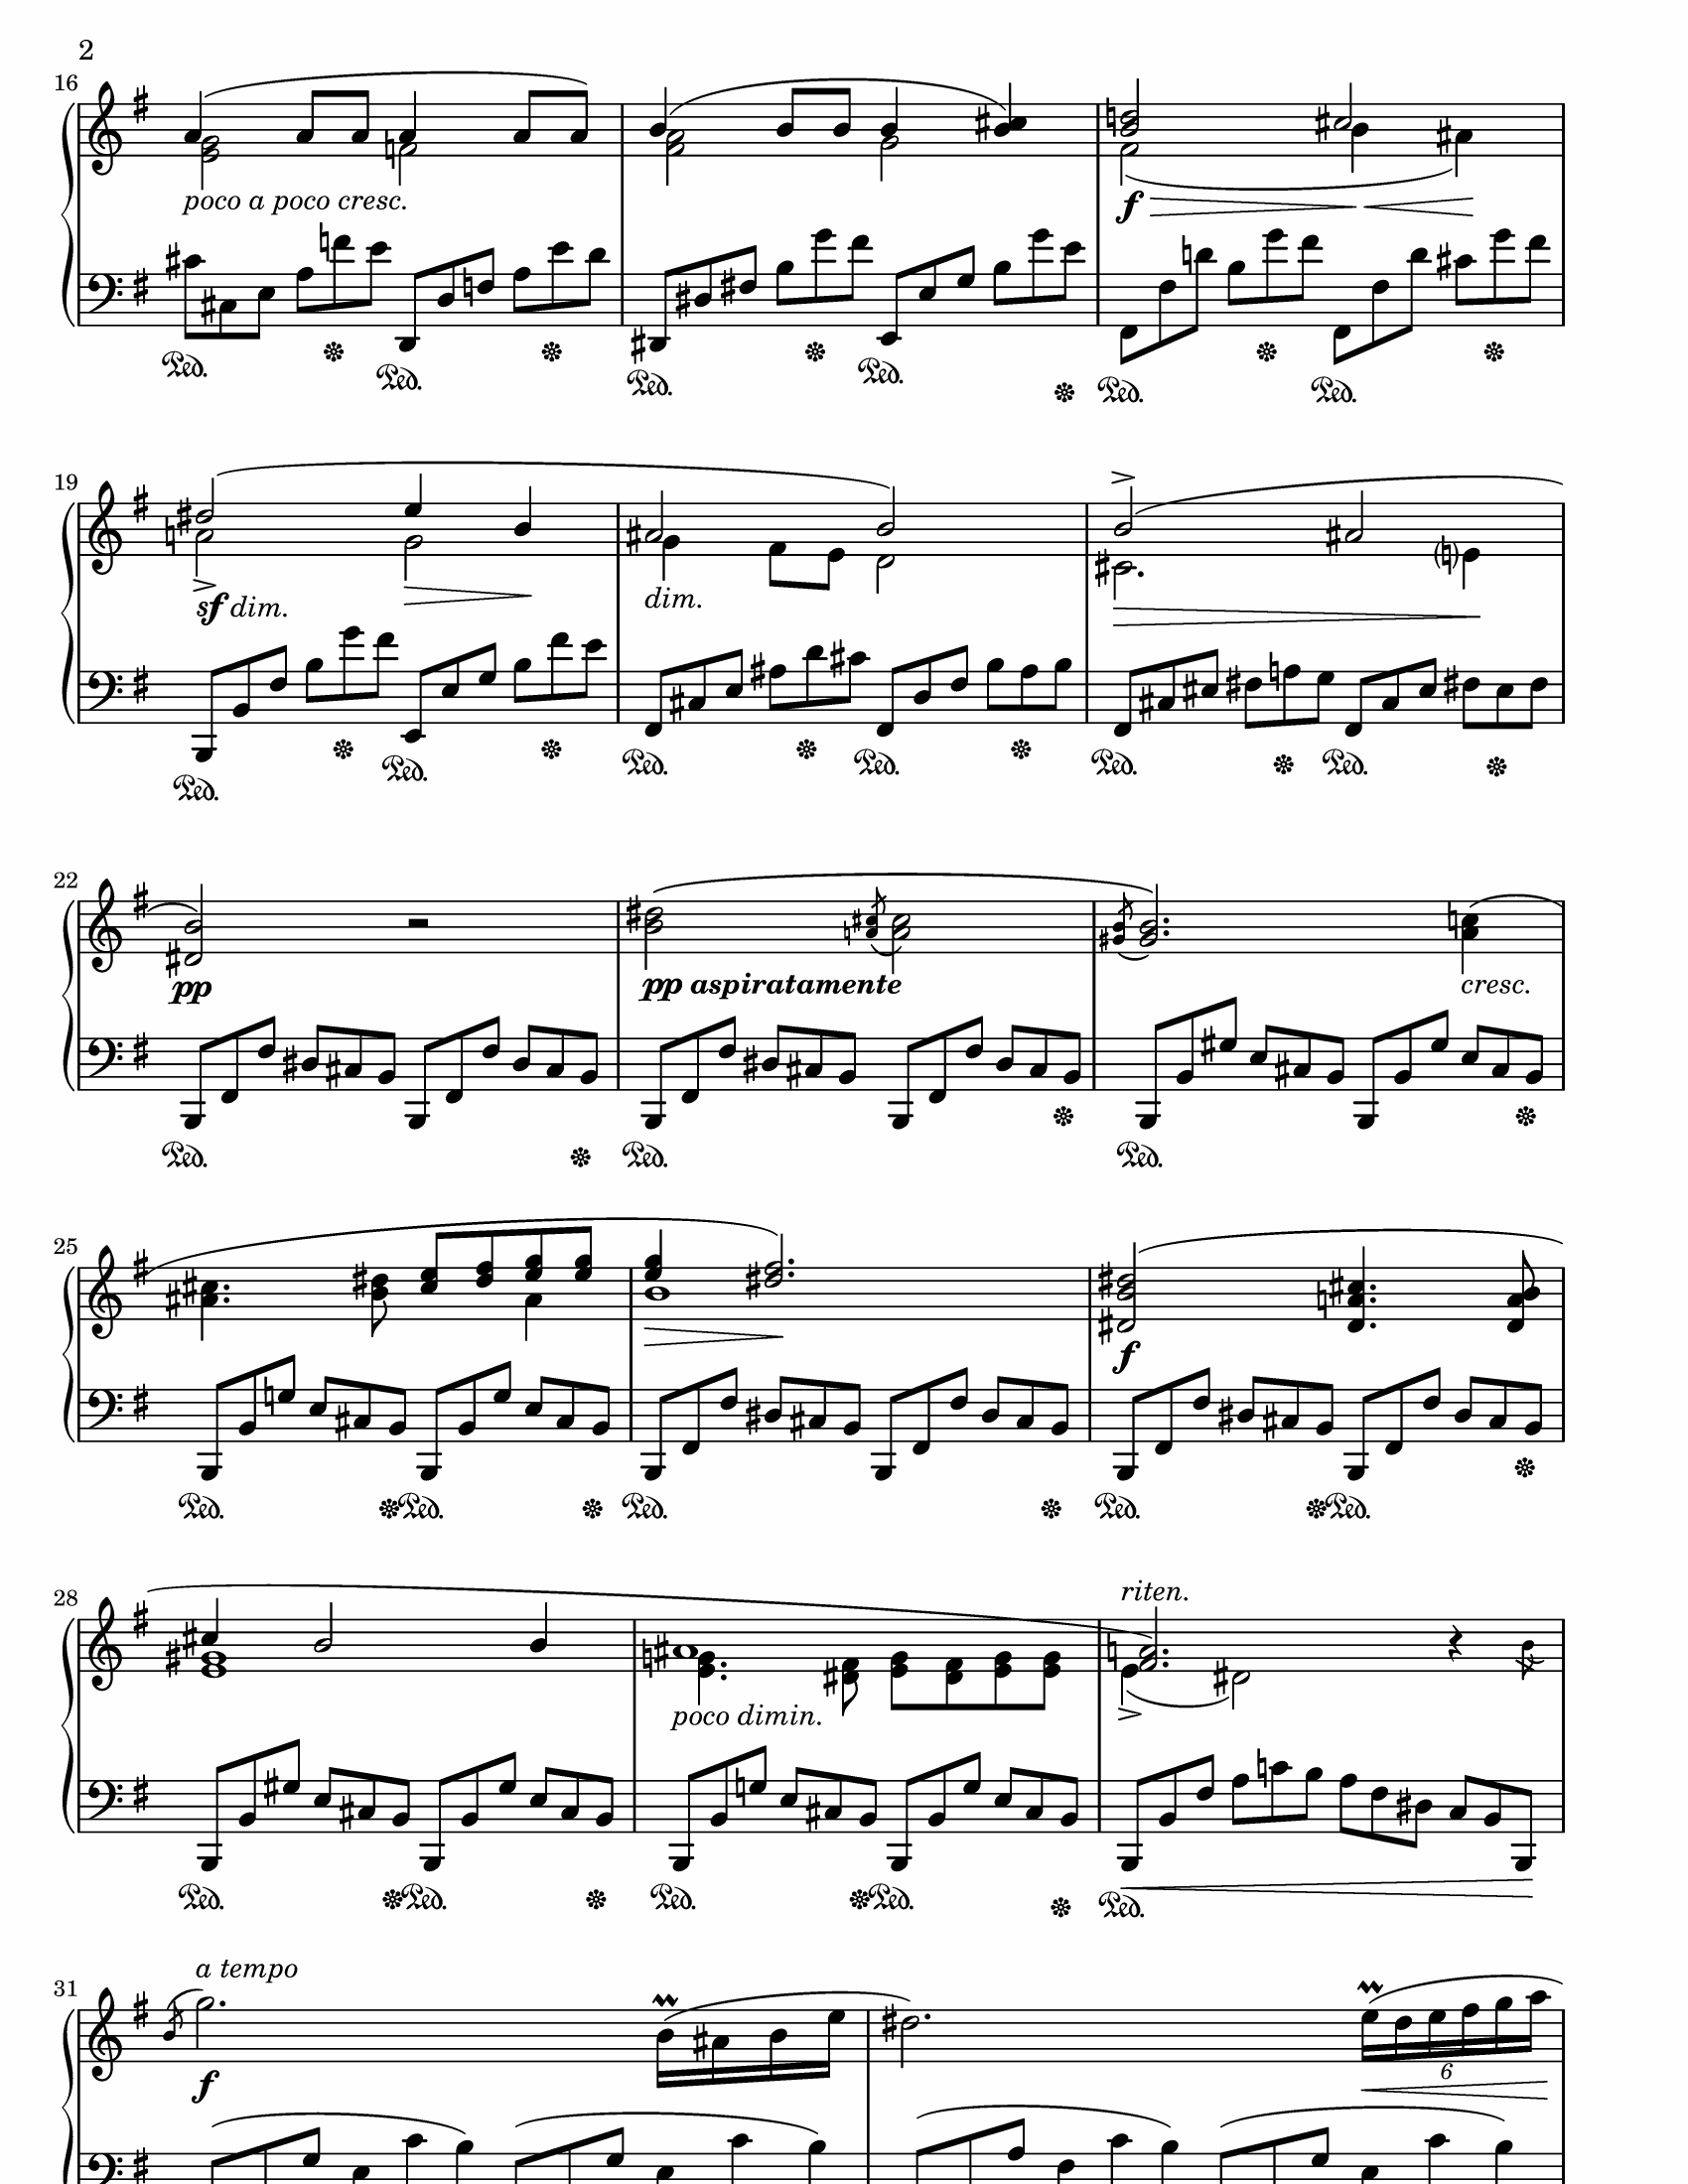 2
16
poco a poco cresc.
f
Ped. Ped. Ped. Ped. Ped. Ped.
19
sf dim.
dim.
Ped. Ped. Ped. Ped. Ped. Ped.
22
pp
pp aspiratamente
cresc.
Ped. Ped. Ped.
25
f
Ped. Ped. Ped. Ped. Ped.
28
riten.
poco dimin.
Ped. Ped. Ped. Ped. Ped.
31
a tempo
f
6